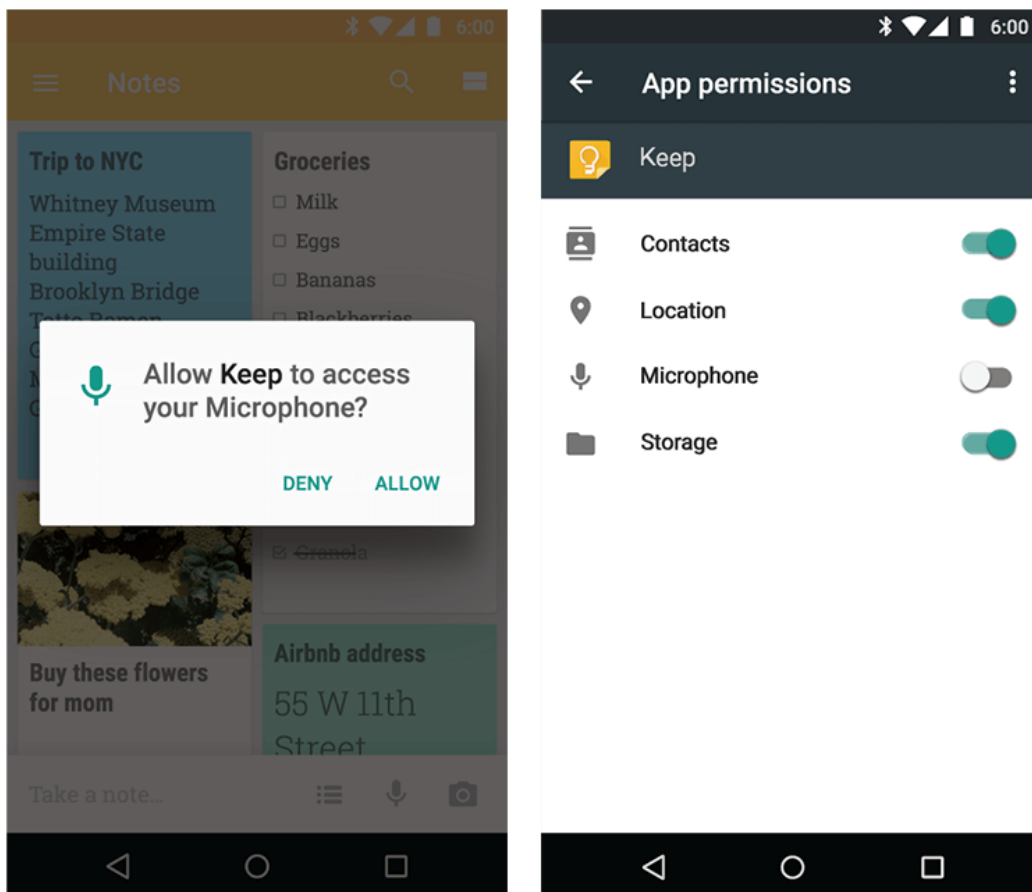 6:00
Notes
Trip to NYC
Whitney Museum
Empire State
building
Brooklyn Bridge
Groceries
Milk
Eggs
Bananas
Blackberries
Allow Keep to access
your Microphone?
DENY
ALLOW
Granola
Buy these flowers
for mom
Airbnb address
55 W 11th
Street
Take a note...
6:00
App permissions
Keep
Contacts
Location
Microphone
Storage